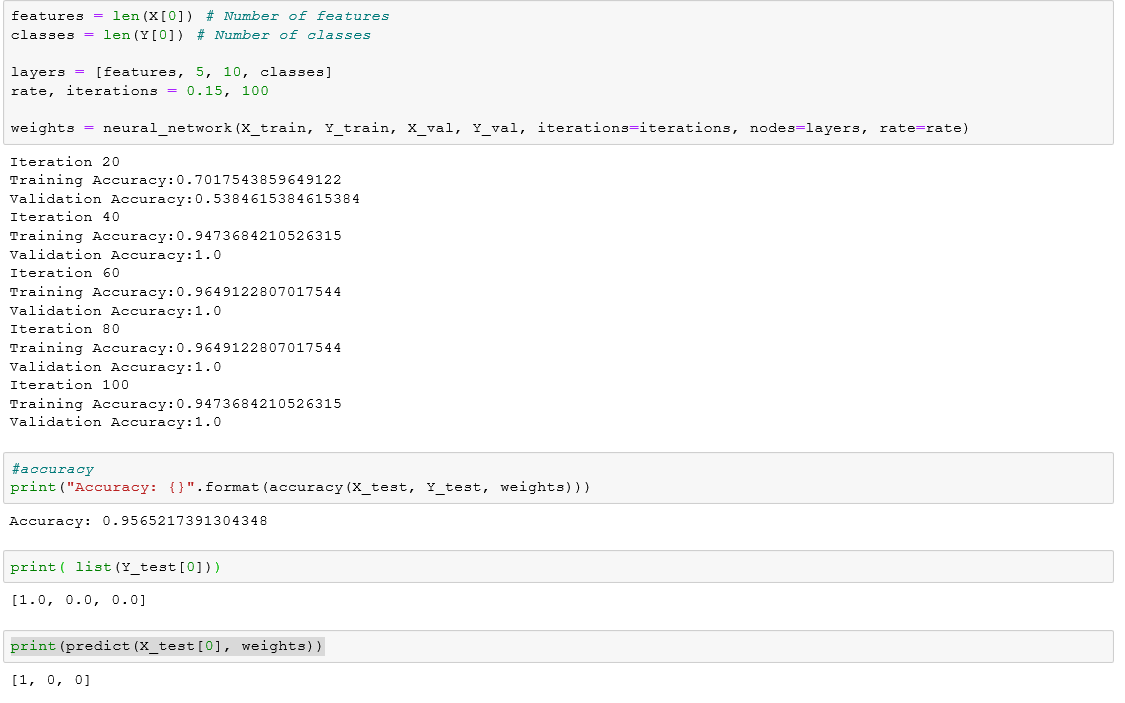 features = len(X[0]) # Number of features
classes = len(Y[0]) # Number of classes
layers = [features, 5, 10, classes]
rate, iterations = 0.15, 100
weights = neural_network(X_train, Y_train, X_val, Y_val, iterations=iterations, nodes=layers, rate=rate)
Iteration 20
Training Accuracy:0.7017543859649122
Validation Accuracy:0.5384615384615384
Iteration 40
Training Accuracy:0.9473684210526315
Validation Accuracy:1.0
Iteration 60
Training Accuracy:0.9649122807017544
Validation Accuracy:1.0
Iteration 80
Training Accuracy:0.9649122807017544
Validation Accuracy:1.0
Iteration 100
Training Accuracy:0.9473684210526315
Validation Accuracy:1.0
#accuracy
print("Accuracy: {}".format(accuracy(X_test, Y_test, weights)))
Accuracy: 0.9565217391304348
print( list(Y_test[0]))
[1.0, 0.0, 0.0]
print(predict(X_test[0], weights))
[1, 0, 0]